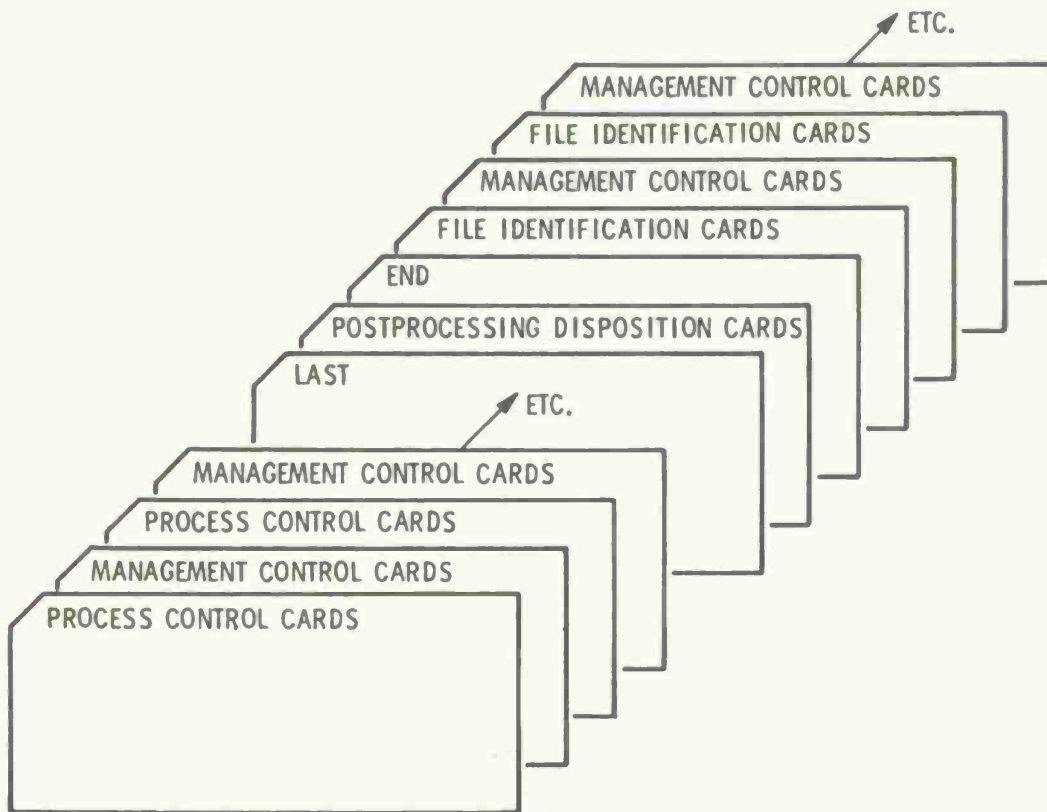 ETC.
MANAGEMENT CONTROL CARDS
FILE IDENTIFICATION CARDS
MANAGEMENT CONTROL CARDS
FILE IDENTIFICATION CARDS
END
POSTPROCESSING DISPOSITION CARDS
LAST
ETC.
MANAGEMENT CONTROL CARDS
PROCESS CONTROL CARDS
MANAGEMENT CONTROL CARDS
PROCESS CONTROL CARDS